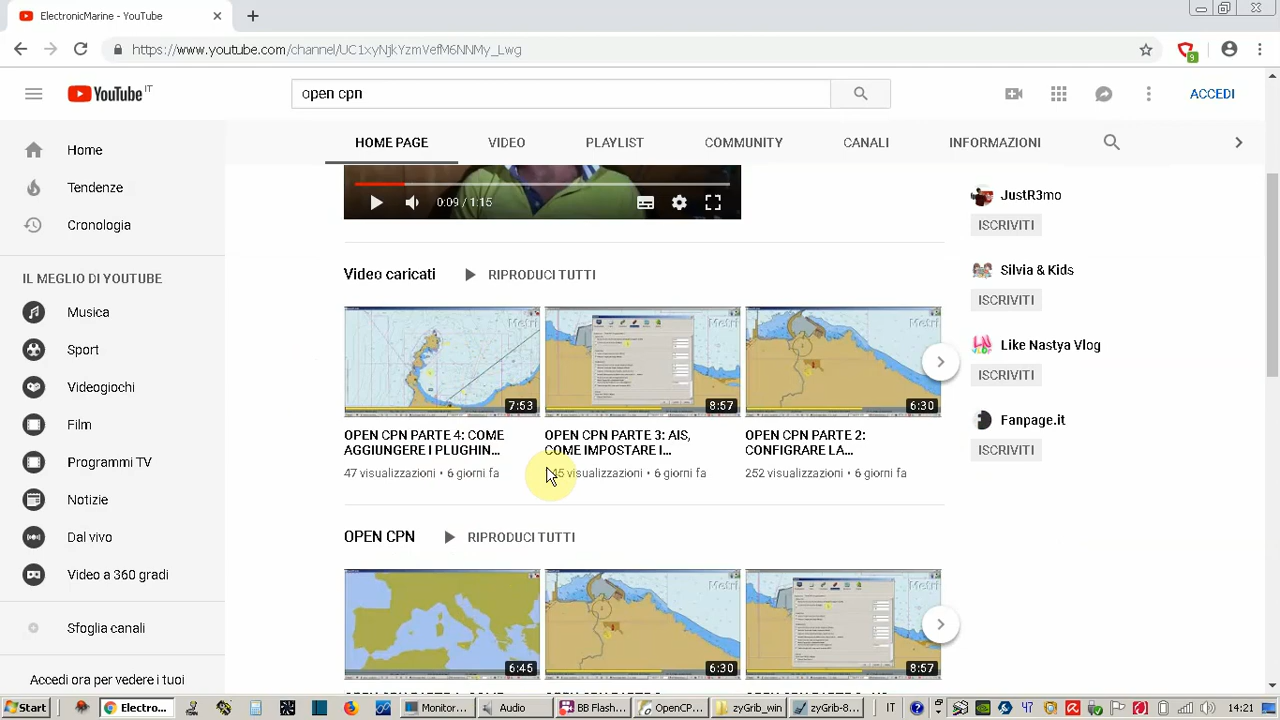 ElectronicMarine - YouTube
https://www.youtube.com/channel/UC1xyNjkYzmVefM6NNMy_Lwg
9
YouTube IT
open cpn
ACCEDI
HOME PAGE
VIDEO
PLAYLIST
COMMUNITY
CANALI
INFORMAZIONI
Home
Tendenze
Cronologia
IL MEGLIO DI YOUTUBE
Musica
Sport
Videogiochi
Film
Programmi TV
Notizie
Dal vivo
Video a 360 gradi
Sfoglia canali
Accedi ora per vedere i tuoi
0:09 / 1:15
Video caricati
RIPRODUCI TUTTI
Metri
7:53
8:57
Metri
6:30
OPEN CPN PARTE 4: COME
AGGIUNGERE I PLUGHIN...
47 visualizzazioni • 6 giorni fa
OPEN CPN PARTE 3: AIS,
COME IMPOSTARE I...
visualizzazioni • 6 giorni fa
OPEN CPN PARTE 2:
CONFIGRARE LA...
252 visualizzazioni • 6 giorni fa
OPEN CPN
RIPRODUCI TUTTI
6:45
Metri
6:30
8:57
JustR3mo
ISCRIVITI
Silvia & Kids
ISCRIVITI
Like Nastya Vlog
ISCRIVITI
Fanpage.it
ISCRIVITI
Start
Electro...
Monitor...
Audio
BB Flash...
OpenCP...
zyGrib_win
zyGrib-8...
IT
14:21